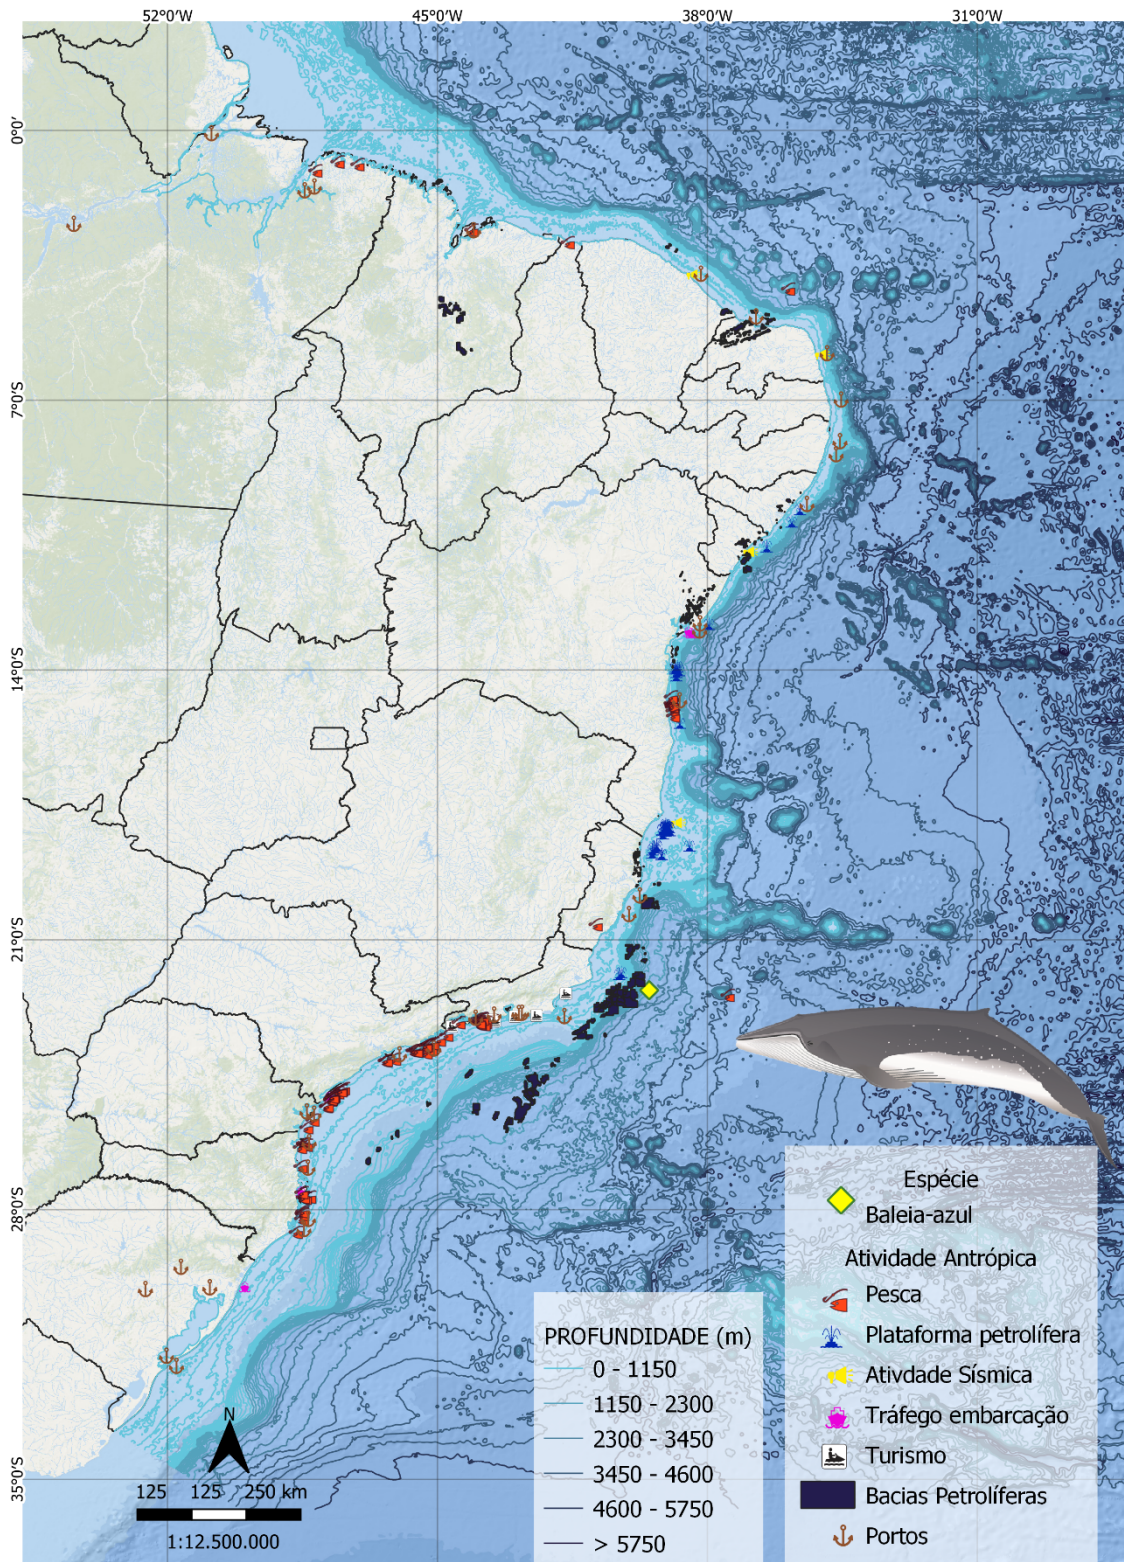 52°0'W 45°0'W 38°0'W 31°0'W
0°0'
7°0'S
14°0'S
21°0'S
28°0'S
35°0'S
N
125 125 250 km
1:12.500.000
PROFUNDIDADE (m)
0 - 1150
1150 - 2300
2300 - 3450
3450 - 4600
4600 - 5750
> 5750
Espécie
Baleia-azul
Atividade Antrópica
Pesca
Plataforma petrolífera
Ativdade Sísmica
Tráfego embarcação
Turismo
Bacias Petrolíferas
Portos